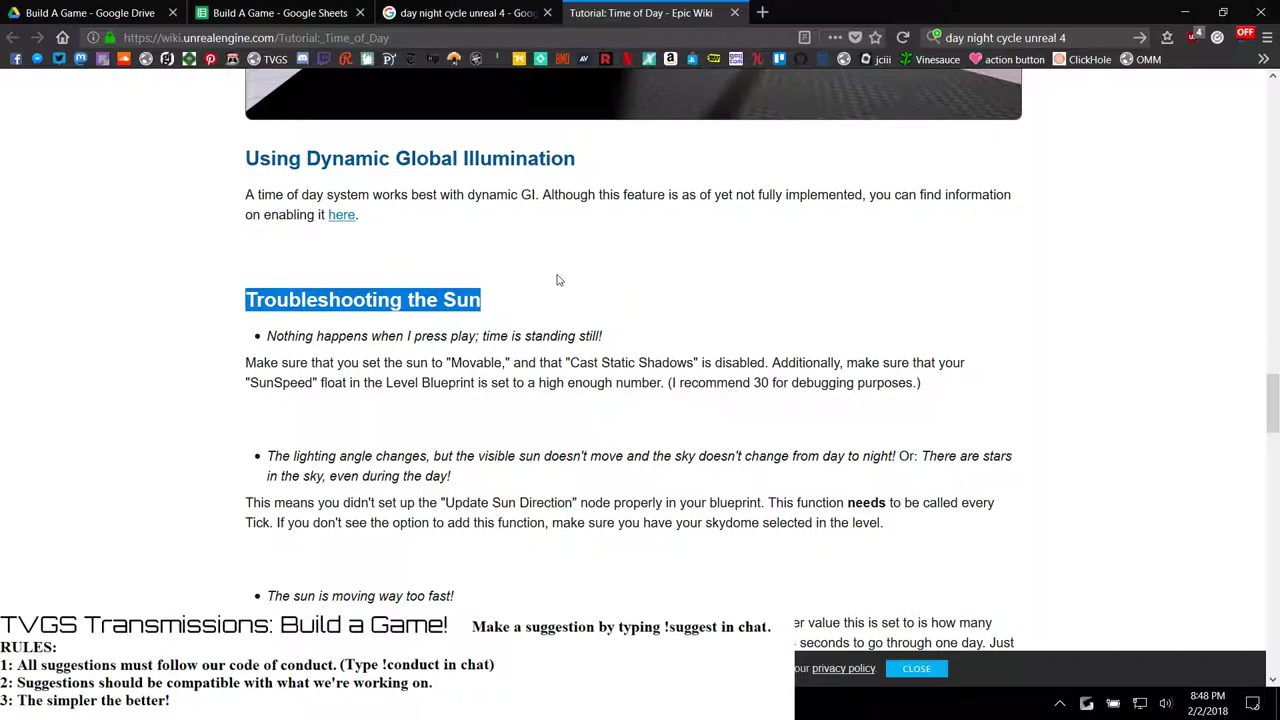 Build A Game - Google Drive
Build A Game - Google Sheets
day night cycle unreal 4 - Goog
Tutorial: Time of Day - Epic Wiki
https://wiki.unrealengine.com/Tutorial:_Time_of_Day
day night cycle unreal 4
4
OFF
TVGS
jciii
Vinesauce
action button
ClickHole
OMM
Using Dynamic Global Illumination
A time of day system works best with dynamic GI. Although this feature is as of yet not fully implemented, you can find information
on enabling it here.
Troubleshooting the Sun
Nothing happens when I press play; time is standing still!
Make sure that you set the sun to "Movable," and that "Cast Static Shadows" is disabled. Additionally, make sure that your
"SunSpeed" float in the Level Blueprint is set to a high enough number. (I recommend 30 for debugging purposes.)
The lighting angle changes, but the visible sun doesn't move and the sky doesn't change from day to night! Or: There are stars
in the sky, even during the day!
This means you didn't set up the "Update Sun Direction" node properly in your blueprint. This function needs to be called every
Tick. If you don't see the option to add this function, make sure you have your skydome selected in the level.
The sun is moving way too fast!
er value this is set to is how many
seconds to go through one day. Just
our privacy policy.
CLOSE
TVGS Transmissions: Build a Game!
Make a suggestion by typing !suggest in chat.
RULES:
1: All suggestions must follow our code of conduct. (Type !conduct in chat)
2: Suggestions should be compatible with what we're working on.
3: The simpler the better!
8:48 PM
2/2/2018